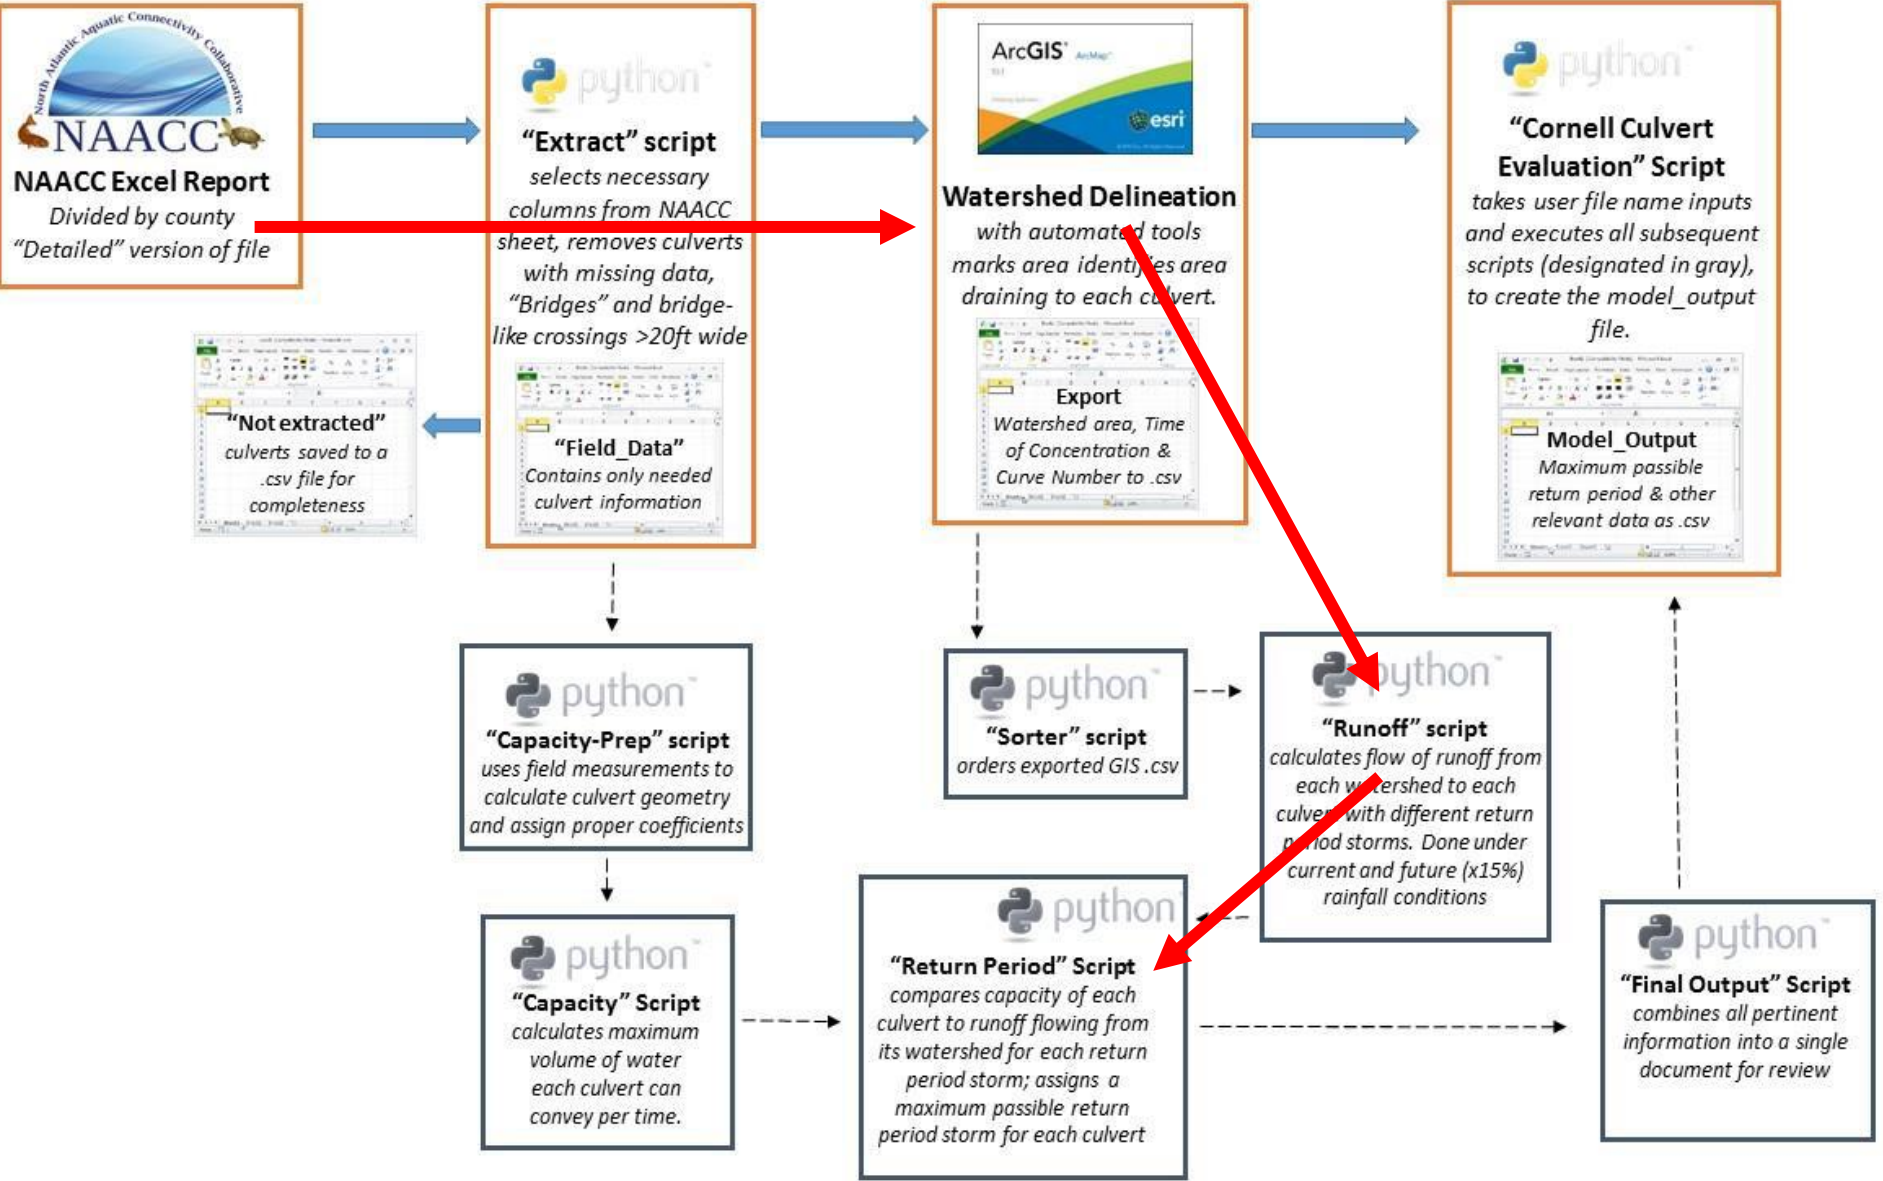 North Atlantic Aquatic Connectivity Collaborative
NAACC
NAACC Excel Report
Divided by county
“Detailed” version of file
python
“Extract” script
selects necessary
columns from NAACC
sheet, removes culverts
with missing data,
“Bridges” and bridge-
like crossings >20ft wide
“Field_Data”
Contains only needed
culvert information
“Not extracted”
culverts saved to a
.csv file for
completeness
ArcGIS® ArcMap™
esri
Watershed Delineation
with automated tools
marks area identifies area
draining to each culvert.
Export
Watershed area, Time
of Concentration &
Curve Number to .csv
python
“Cornell Culvert
Evaluation” Script
takes user file name inputs
and executes all subsequent
scripts (designated in gray),
to create the model_output
file.
Model_Output
Maximum passible
return period & other
relevant data as .csv
python™
“Capacity-Prep” script
uses field measurements to
calculate culvert geometry
and assign proper coefficients
python™
“Sorter” script
orders exported GIS .csv
python™
“Runoff” script
calculates flow of runoff from
each watershed to each
culvert with different return
period storms. Done under
current and future (x15%)
rainfall conditions
python™
“Capacity” Script
calculates maximum
volume of water
each culvert can
convey per time.
python
“Return Period” Script
compares capacity of each
culvert to runoff flowing from
its watershed for each return
period storm; assigns a
maximum passible return
period storm for each culvert
python™
“Final Output” Script
combines all pertinent
information into a single
document for review